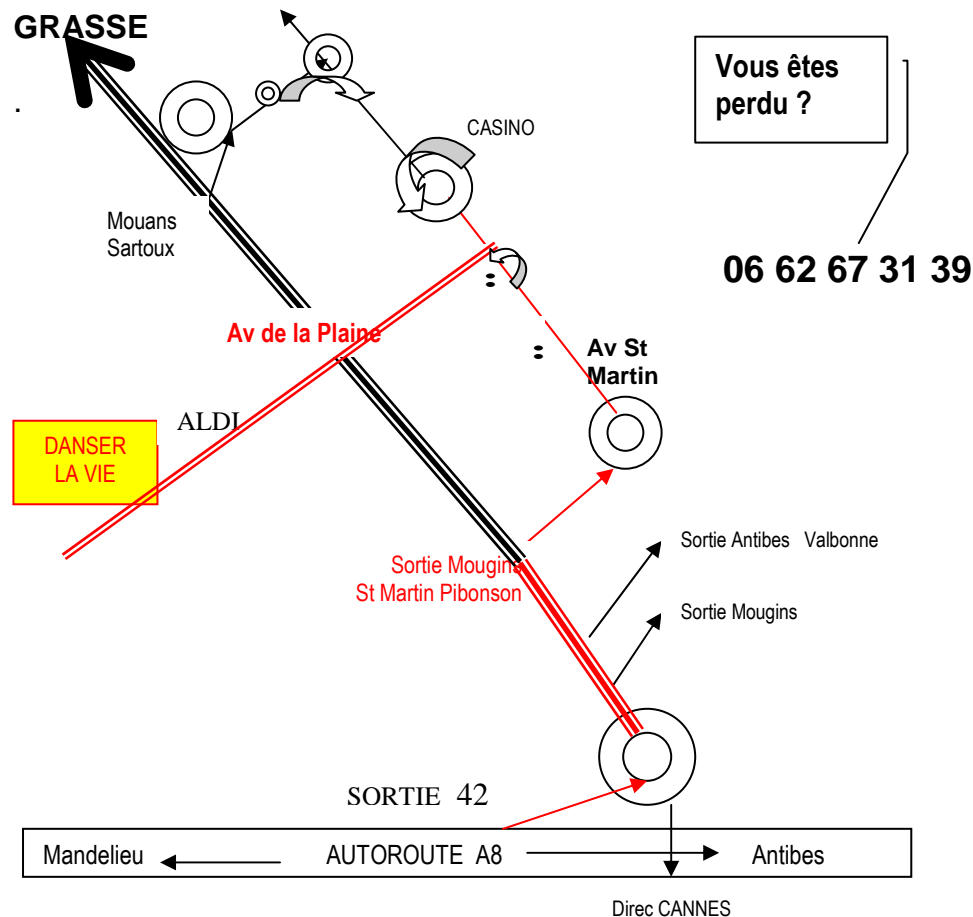 GRASSE
.
Vous êtes
perdu ?
CASINO
Mouans
Sartoux
06 62 67 31 39
Av de la Plaine
Av St
Martin
ALDI
DANSER
LA VIE
Sortie Antibes Valbonne
Sortie Mougins
St Martin Pibonson
Sortie Mougins
SORTIE 42
Mandelieu
AUTOROUTE A8
Antibes
Direc CANNES